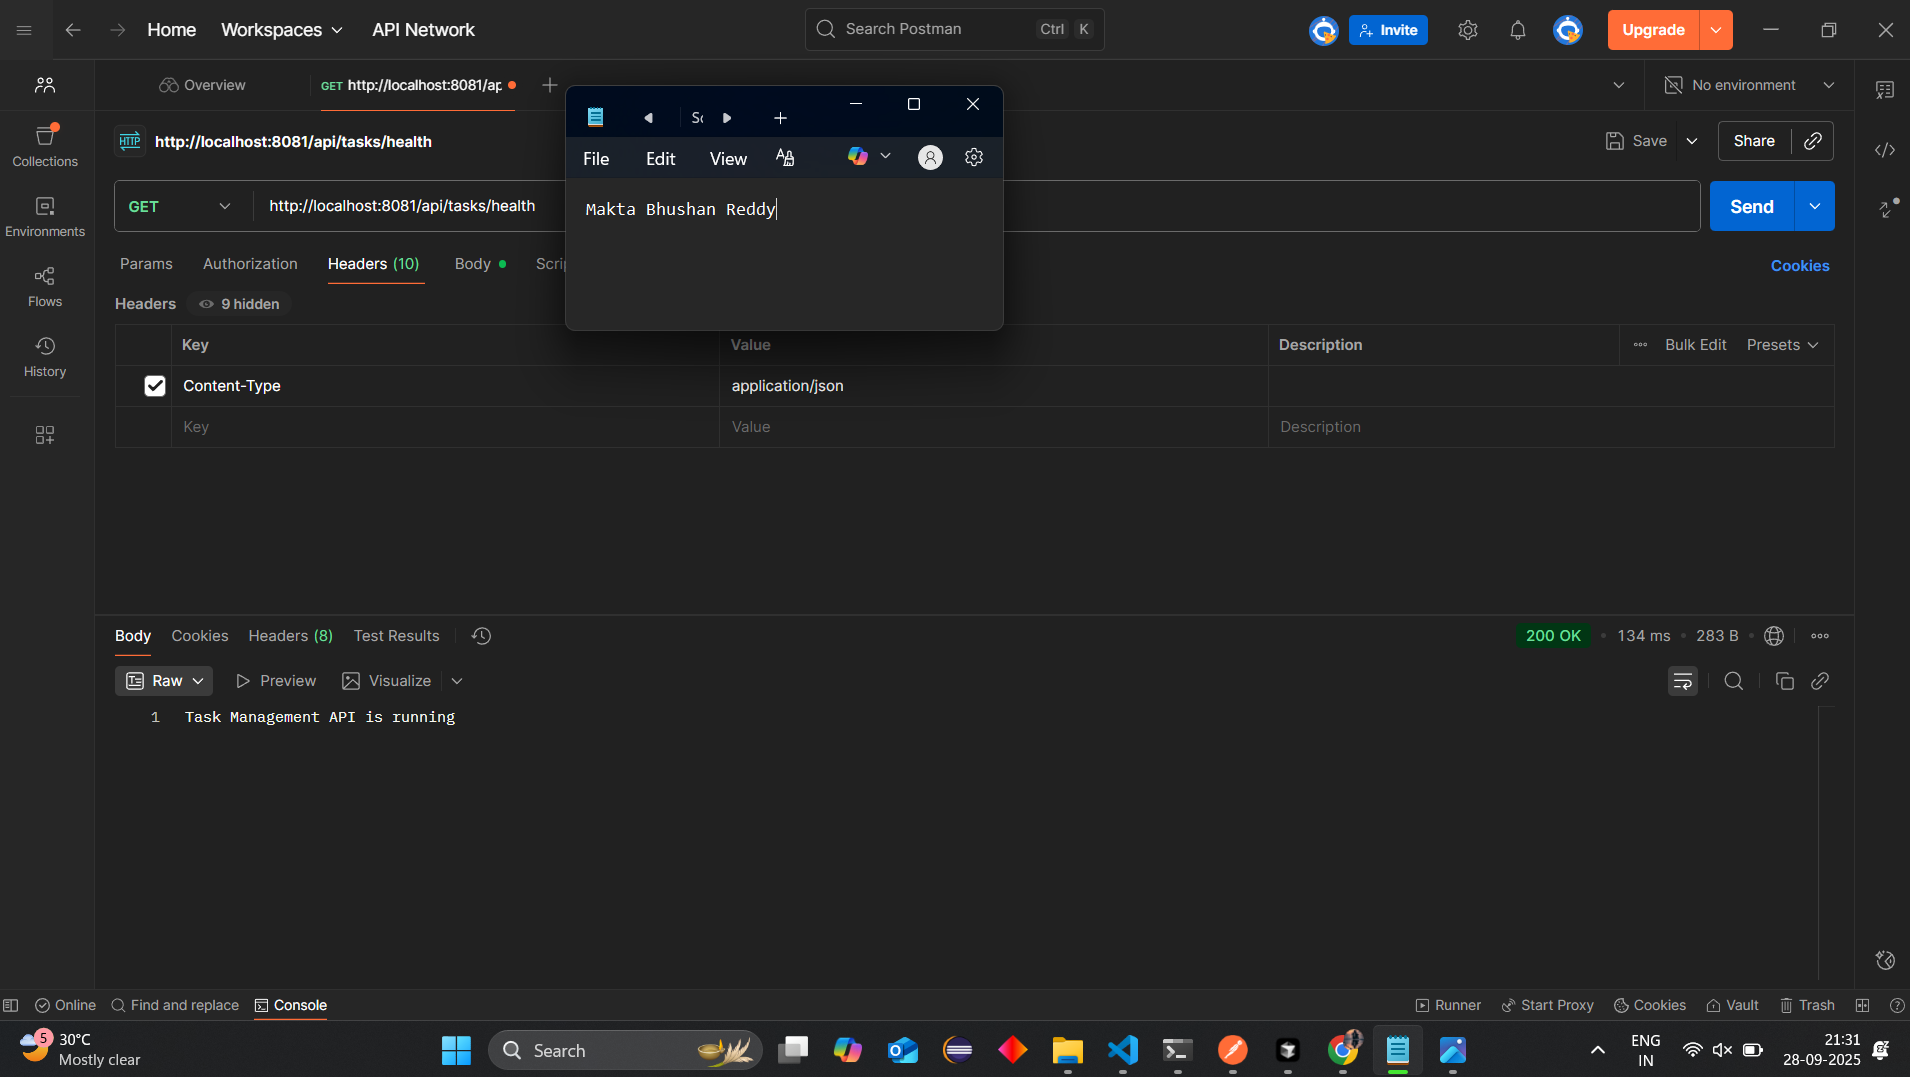 Home Workspaces API Network
Search Postman Ctrl K
Invite
Upgrade
Overview
GET http://localhost:8081/ap
No environment
HTTP http://localhost:8081/api/tasks/health
Save Share
File Edit View
Makta Bhushan Reddy
GET http://localhost:8081/api/tasks/health
Send
Params Authorization Headers (10) Body Scri
Cookies
Headers 9 hidden
Key Value Description Bulk Edit Presets
Content-Type application/json
Key Value Description
Collections
Environments
Flows
History
Body Cookies Headers (8) Test Results
200 OK 134 ms 283 B
Raw Preview Visualize
1 Task Management API is running
Online Find and replace Console
Runner Start Proxy Cookies Vault Trash
5 30°C
Mostly clear
Search
ENG
IN
21:31
28-09-2025